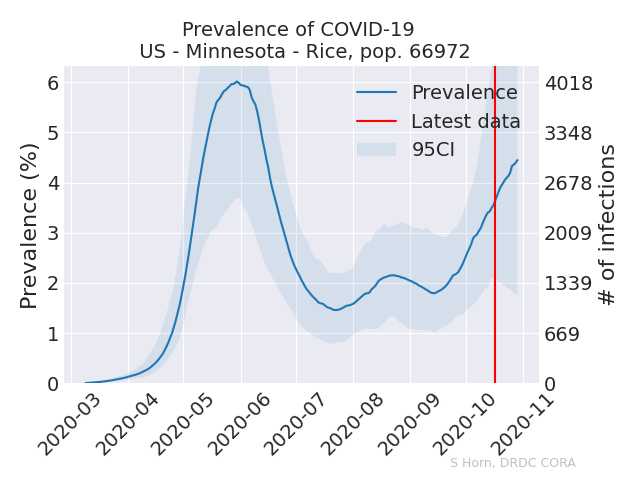 Prevalence of COVID-19
US - Minnesota - Rice, pop. 66972
Prevalence (%)
6
5
4
3
2
1
0
4018
3348
2678
2009
1339
669
0
# of infections
Prevalence
Latest data
95CI
2020-03
2020-04
2020-05
2020-06
2020-07
2020-08
2020-09
2020-10
2020-11
S Horn, DRDC CORA